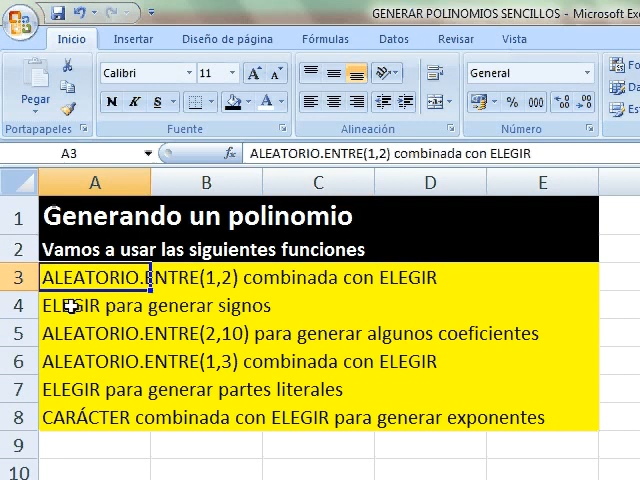 GENERAR POLINOMIOS SENCILLOS - Microsoft Ex
Inicio Insertar Diseño de página Fórmulas Datos Revisar Vista
Pegar
Calibri 11
General
N K S
% 000
Portapapeles Fuente Alineación Número
A3 fx ALEATORIO.ENTRE(1,2) combinada con ELEGIR
A B C D E
1 Generando un polinomio
2 Vamos a usar las siguientes funciones
3 ALEATORIO.ENTRE(1,2) combinada con ELEGIR
4 ELEGIR para generar signos
5 ALEATORIO.ENTRE(2,10) para generar algunos coeficientes
6 ALEATORIO.ENTRE(1,3) combinada con ELEGIR
7 ELEGIR para generar partes literales
8 CARÁCTER combinada con ELEGIR para generar exponentes
9
10